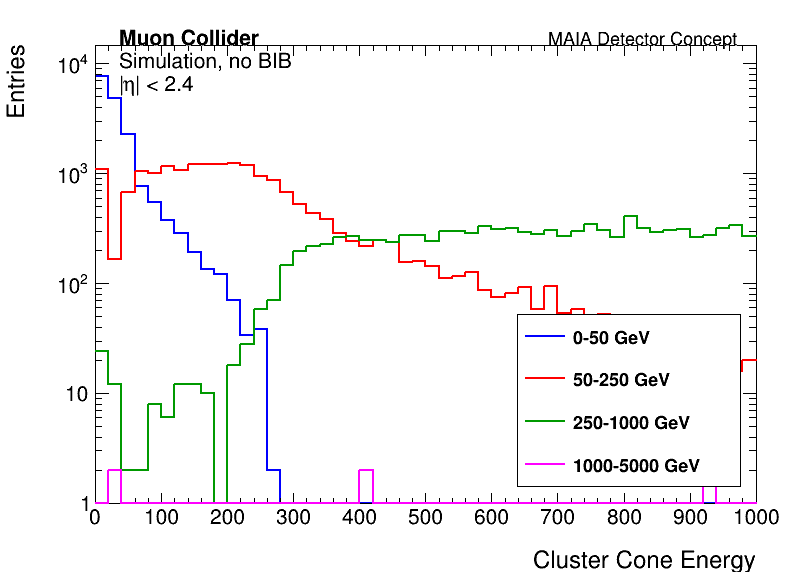 Muon Collider
MAIA Detector Concept
Simulation, no BIB
|η| < 2.4
Entries
10⁴
10³
10²
10
1
0-50 GeV
50-250 GeV
250-1000 GeV
1000-5000 GeV
0 100 200 300 400 500 600 700 800 900 1000
Cluster Cone Energy